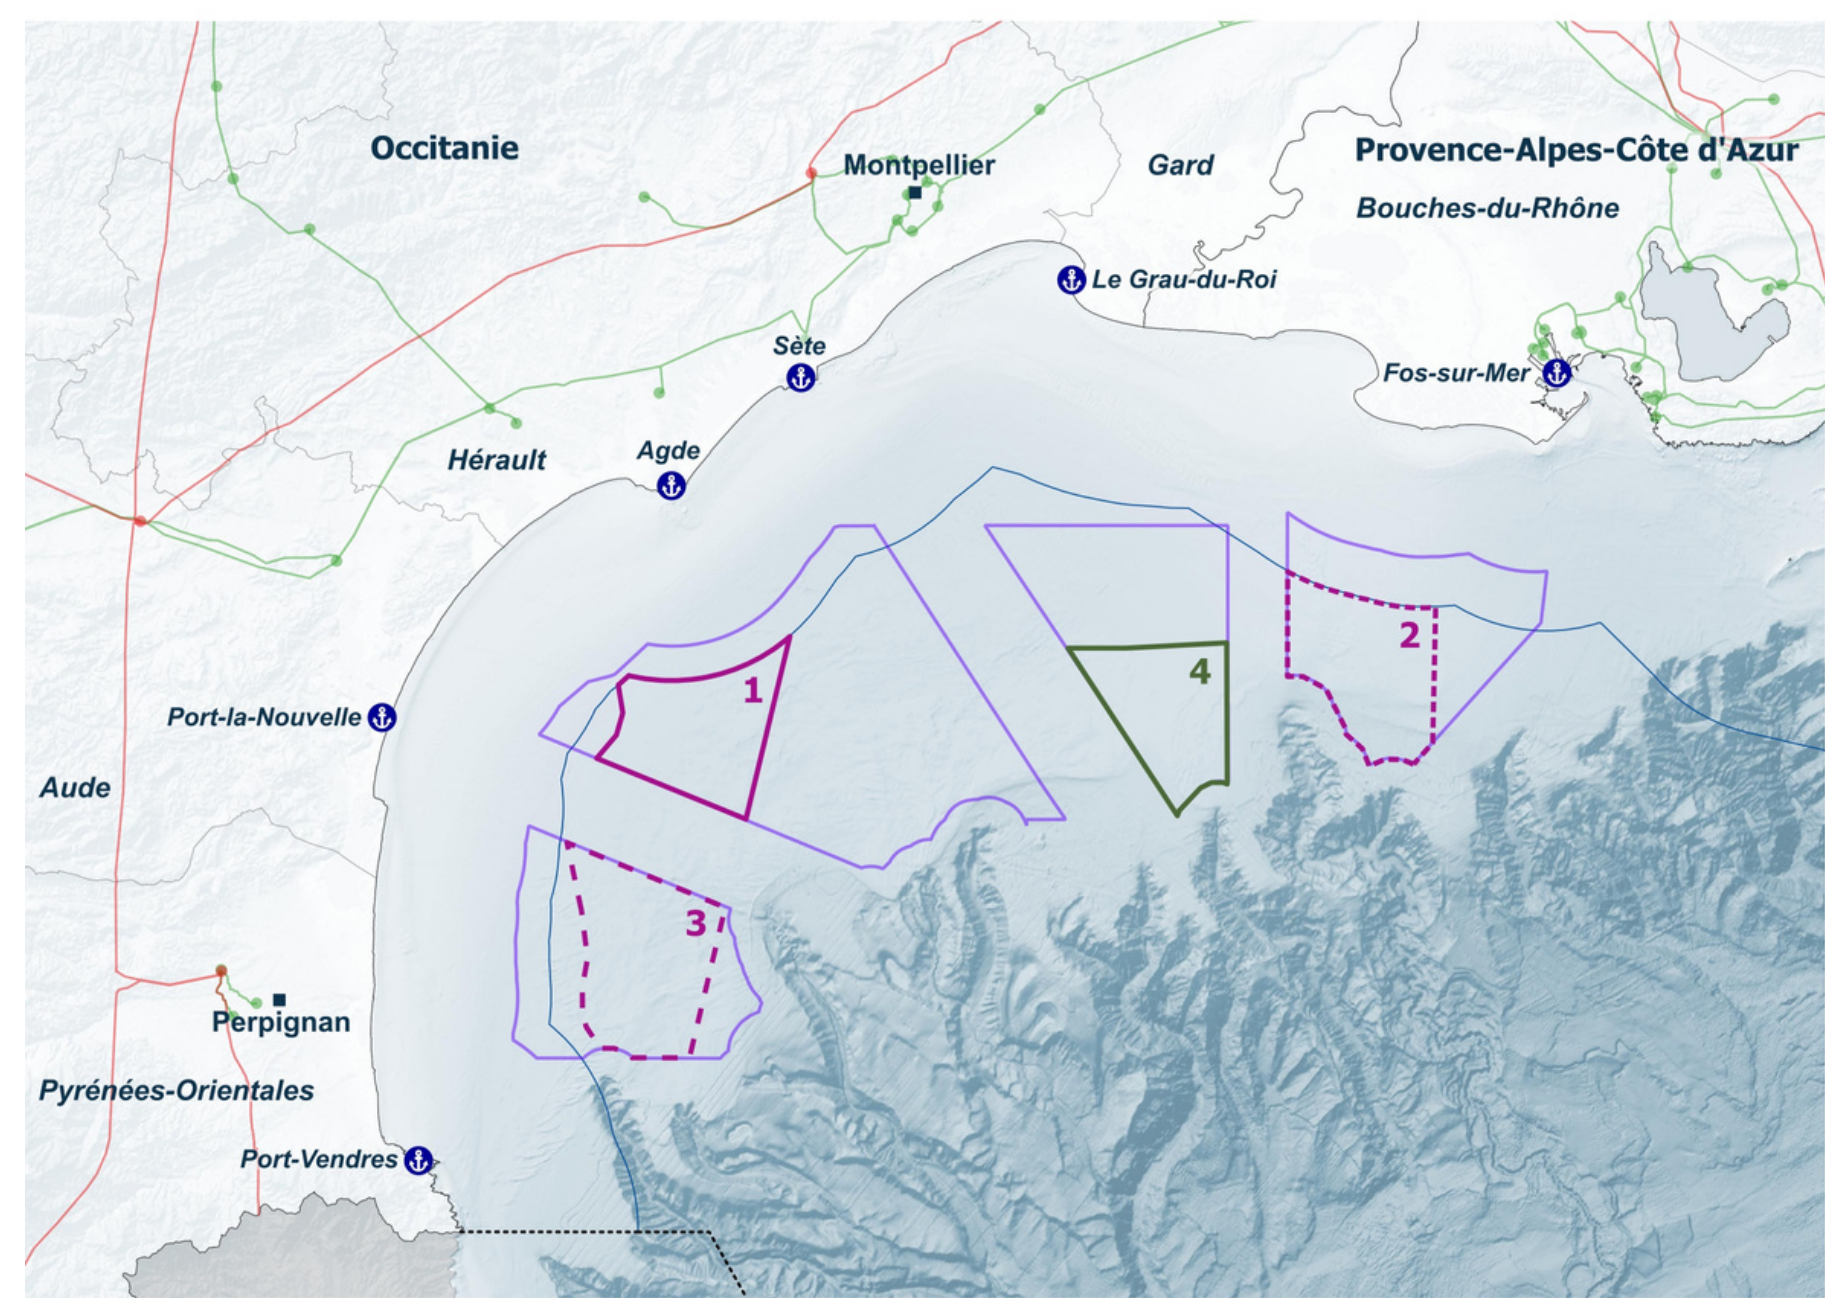 Occitanie
Provence-Alpes-Côte d'Azur
Montpellier
Gard
Bouches-du-Rhône
Le Grau-du-Roi
Sète
Fos-sur-Mer
Agde
Hérault
2
4
1
Port-la-Nouvelle
Aude
3
Perpignan
Pyrénées-Orientales
Port-Vendres